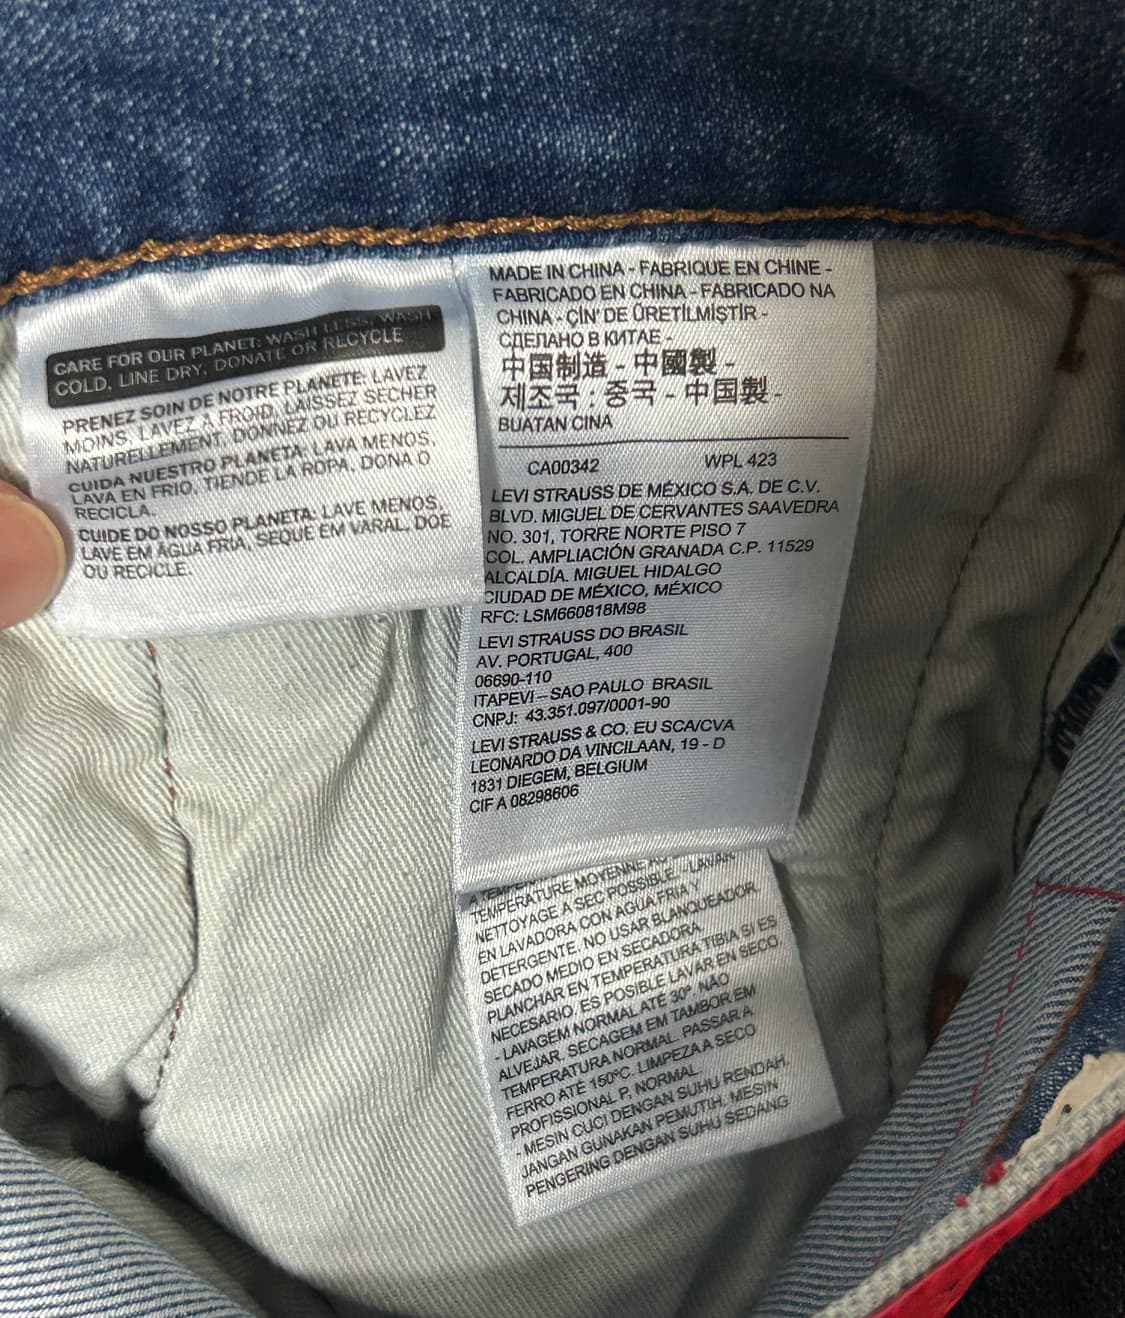 CARE FOR OUR PLANET: WASH LESS, WASH
COLD, LINE DRY, DONATE OR RECYCLE
PRENEZ SOIN DE NOTRE PLANETE: LAVEZ
MOINS, LAVEZ A FROID, LAISSEZ SECHER
NATURELLEMENT, DONNEZ OU RECYCLEZ
CUIDA NUESTRO PLANETA: LAVA MENOS,
LAVA EN FRIO, TIENDE LA ROPA, DONA O
RECICLA.
CUIDE DO NOSSO PLANETA: LAVE MENOS,
LAVE EM AGUA FRIA, SEQUE EM VARAL, DOE
OU RECICLE.
MADE IN CHINA - FABRIQUE EN CHINE -
FABRICADO EN CHINA - FABRICADO NA
CHINA - ÇİN' DE ÜRETİLMİŞTİR -
СДЕЛАНО В КИТАЕ -
中国制造 - 中國製 -
제조국 : 중국 - 中国製 -
BUATAN CINA
CA00342 WPL 423
LEVI STRAUSS DE MÉXICO S.A. DE C.V.
BLVD. MIGUEL DE CERVANTES SAAVEDRA
NO. 301, TORRE NORTE PISO 7
COL. AMPLIACIÓN GRANADA C.P. 11529
ALCALDÍA. MIGUEL HIDALGO
CIUDAD DE MÉXICO, MÉXICO
RFC: LSM660818M98
LEVI STRAUSS DO BRASIL
AV. PORTUGAL, 400
06690-110
ITAPEVI – SAO PAULO BRASIL
CNPJ: 43.351.097/0001-90
LEVI STRAUSS & CO. EU SCA/CVA
LEONARDO DA VINCILAAN, 19 - D
1831 DIEGEM, BELGIUM
CIF A 08298606
TEMPERATURE MOYENNE
NETTOYAGE A SEC POSSIBLE. - LAVAR
EN LAVADORA CON AGUA FRIA Y
DETERGENTE. NO USAR BLANQUEADOR.
SECADO MEDIO EN SECADORA.
PLANCHAR EN TEMPERATURA TIBIA SI ES
NECESARIO. ES POSIBLE LAVAR EN SECO.
- LAVAGEM NORMAL ATÉ 30º. NÃO
ALVEJAR. SECAGEM EM TAMBOR EM
TEMPERATURA NORMAL. PASSAR A
FERRO ATÉ 150ºC. LIMPEZA A SECO
PROFISSIONAL P, NORMAL.
- MESIN CUCI DENGAN SUHU RENDAH.
JANGAN GUNAKAN PEMUTIH. MESIN
PENGERING DENGAN SUHU SEDANG